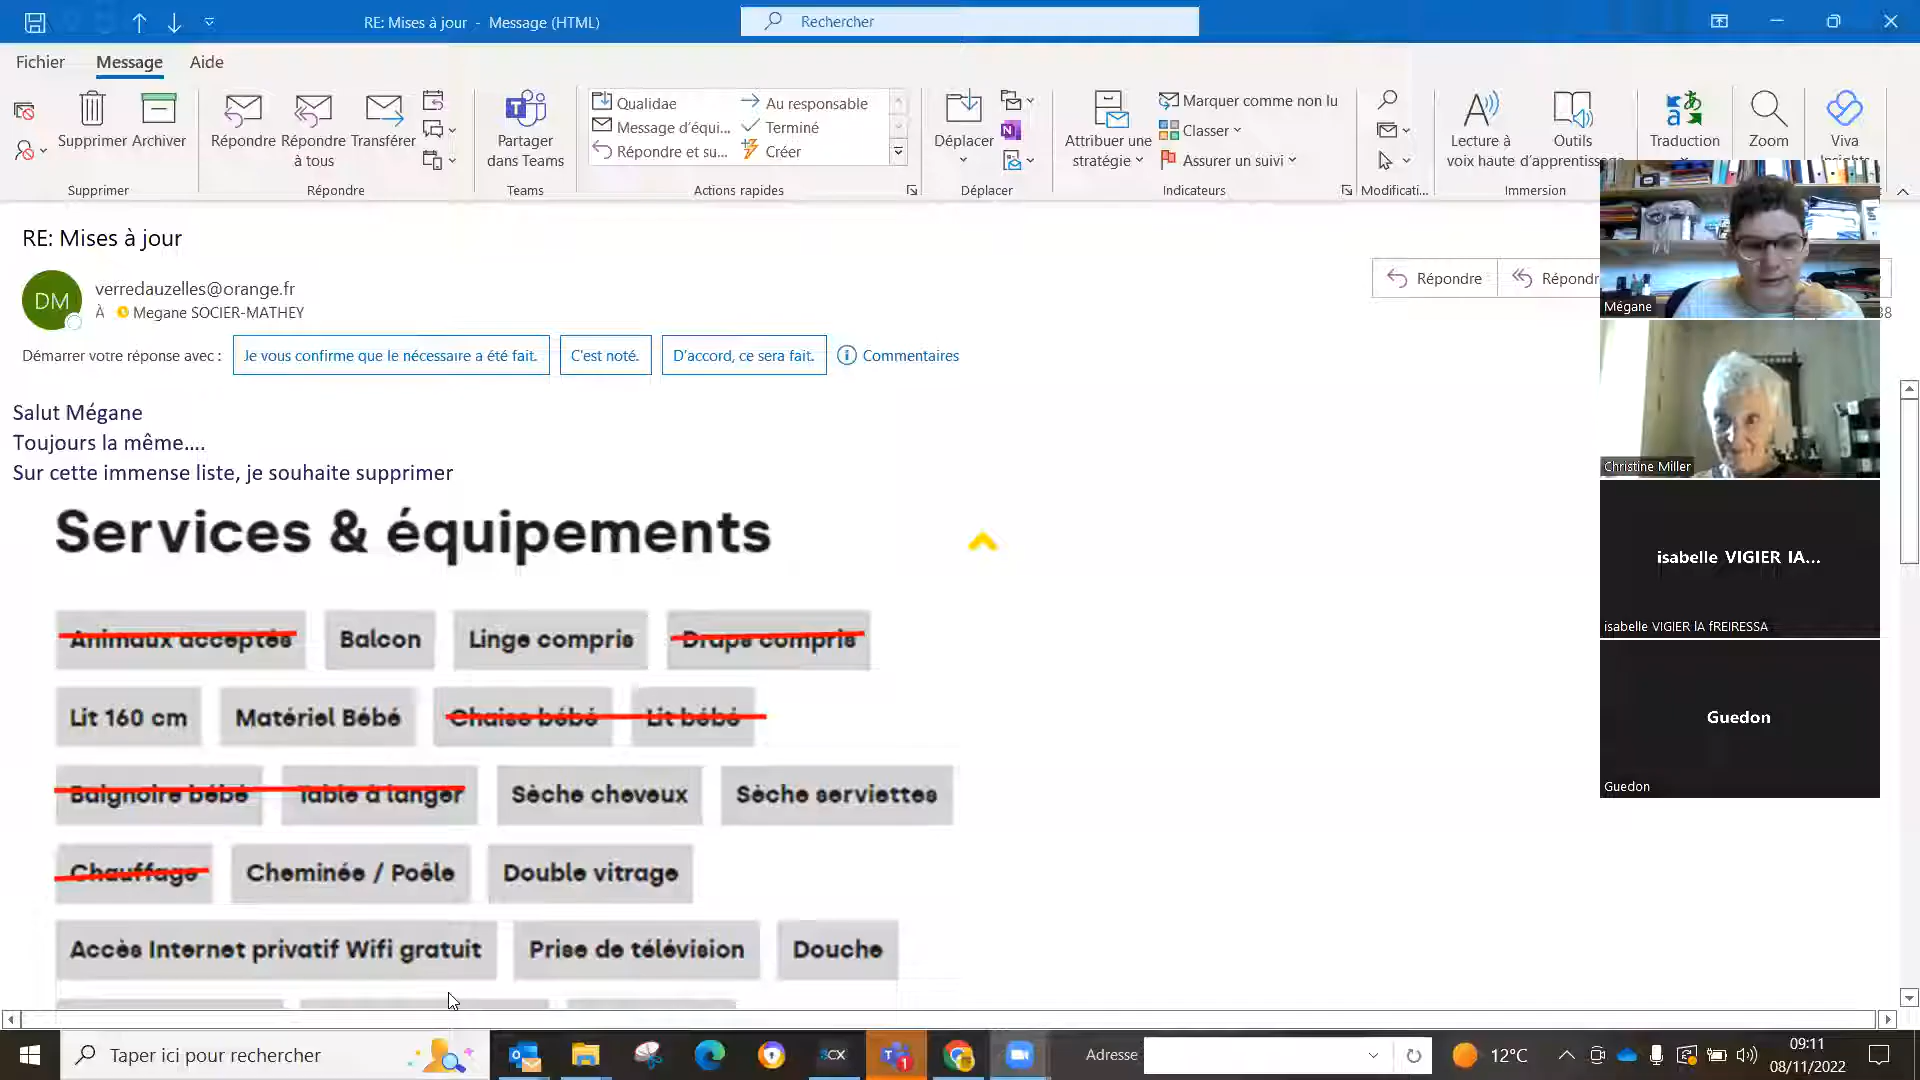 RE: Mises à jour - Message (HTML)
Rechercher
Fichier Message Aide
Supprimer Archiver
Répondre Répondre à tous Transférer
Partager dans Teams
Qualidae
Message d'équi...
Répondre et su...
Au responsable
Terminé
Créer
Déplacer
Attribuer une stratégie
Marquer comme non lu
Classer
Assurer un suivi
Lecture à voix haute
Outils d'apprentissage
Traduction
Zoom
Viva
Supprimer Répondre Teams Actions rapides Déplacer Indicateurs Modificati... Immersion
RE: Mises à jour
DM
verredauzelles@orange.fr
À Megane SOCIER-MATHEY
Répondre
Démarrer votre réponse avec : Je vous confirme que le nécessaire a été fait. C'est noté. D'accord, ce sera fait. Commentaires
Salut Mégane
Toujours la même....
Sur cette immense liste, je souhaite supprimer
Services & équipements
Animaux acceptés Balcon Linge compris Draps compris
Lit 160 cm Matériel Bébé Chaise bébé Lit bébé
Baignoire bébé Table à langer Sèche cheveux Sèche serviettes
Chauffage Cheminée / Poêle Double vitrage
Accès Internet privatif Wifi gratuit Prise de télévision Douche
Mégane
Christine Miller
isabelle VIGIER lA...
isabelle VIGIER lA fREIRESSA
Guedon
Guedon
Taper ici pour rechercher
3CX
1
Adresse
12°C
09:11
08/11/2022